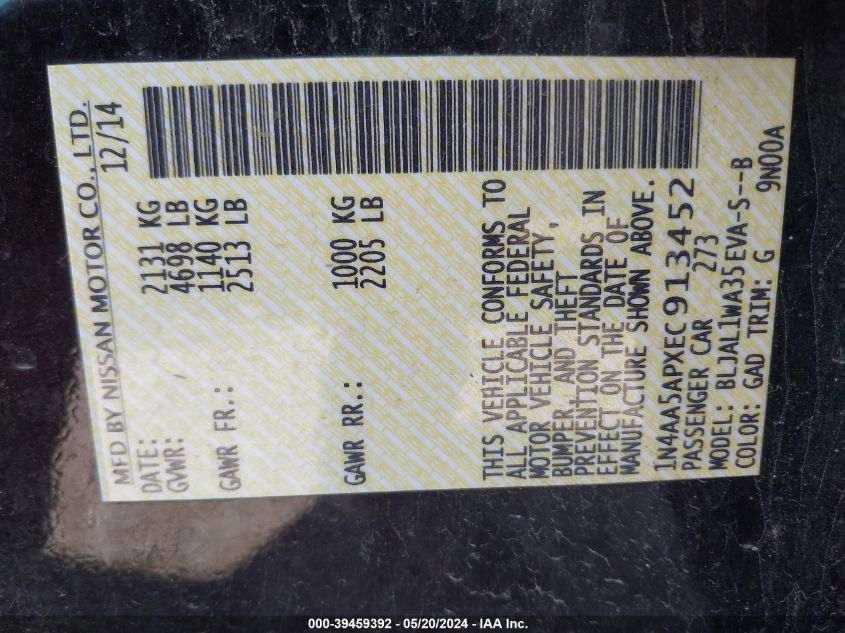 MFD BY NISSAN MOTOR CO., LTD.
DATE: 12/14
GVWR: 2131 KG
4698 LB
GAWR FR.: 1140 KG
2513 LB
GAWR RR.: 1000 KG
2205 LB
THIS VEHICLE CONFORMS TO
ALL APPLICABLE FEDERAL
MOTOR VEHICLE SAFETY,
BUMPER, AND THEFT
PREVENTION STANDARDS IN
EFFECT ON THE DATE OF
MANUFACTURE SHOWN ABOVE.
1N4AA5APXEC913452
PASSENGER CAR 273
MODEL: BLJAL1WA35EVA-S---B
COLOR: GAD TRIM: G 9N00A
000-39459392 - 05/20/2024 - IAA Inc.